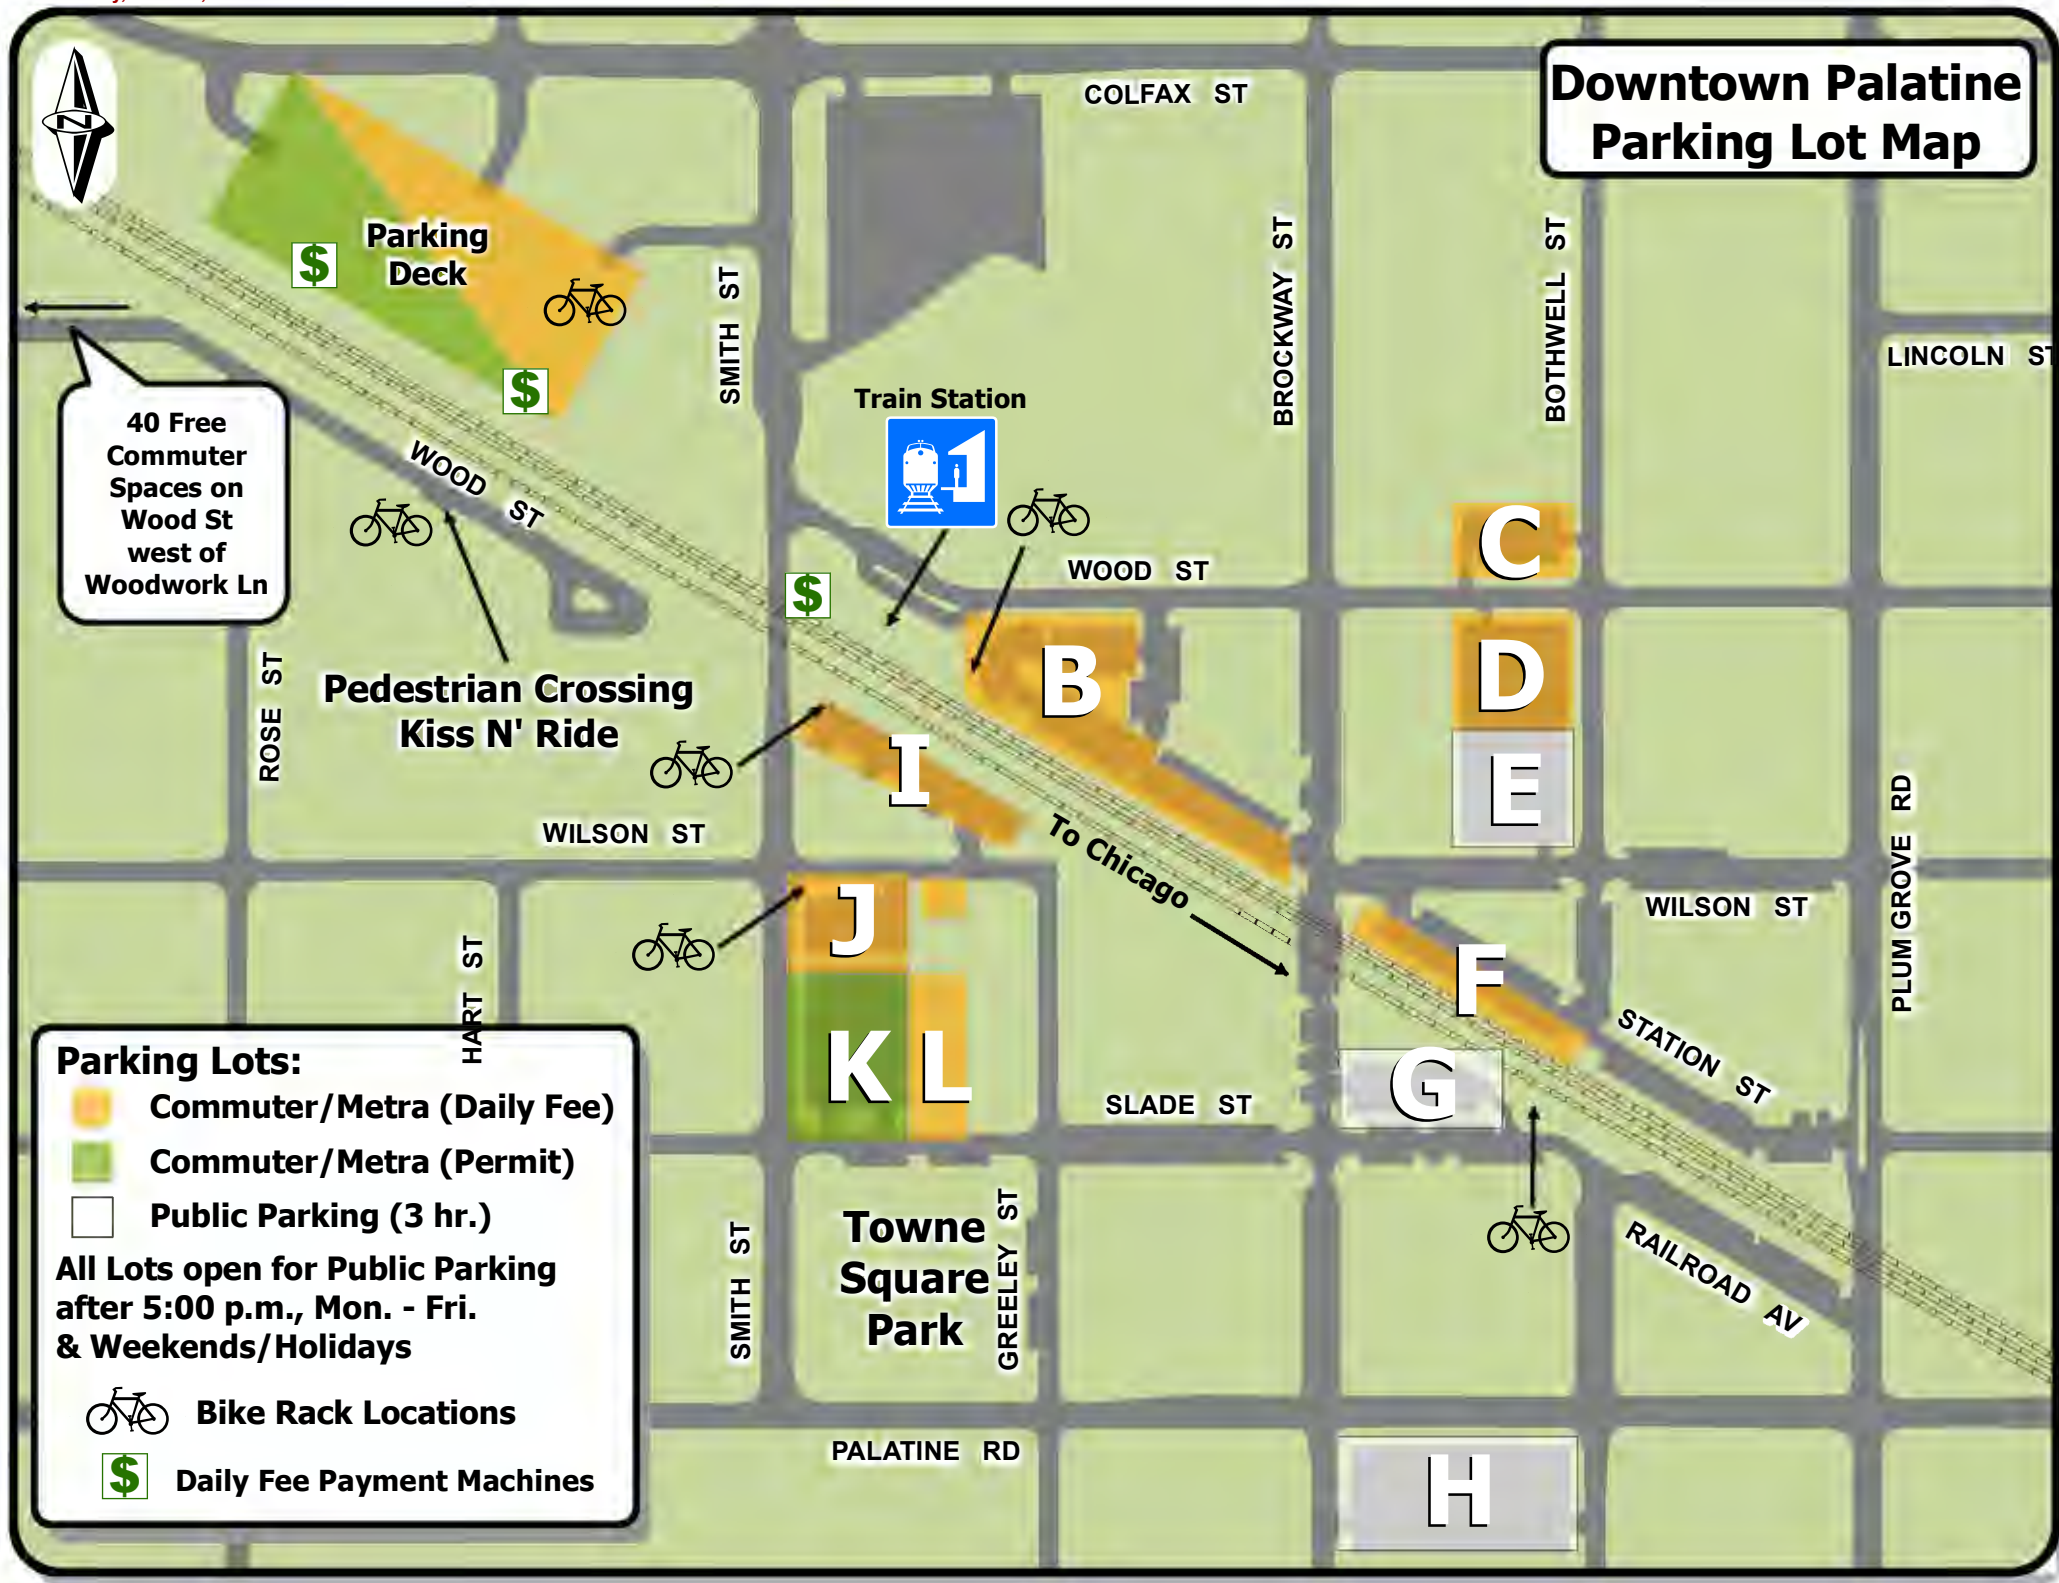 Downtown Palatine
Parking Lot Map
N
COLFAX ST
Parking
Deck
$
$
SMITH ST
BROCKWAY ST
BOTHWELL ST
LINCOLN ST
Train Station
40 Free
Commuter
Spaces on
Wood St
west of
Woodwork Ln
WOOD ST
WOOD ST
$
C
B
D
E
Pedestrian Crossing
Kiss N' Ride
ROSE ST
I
WILSON ST
To Chicago
PLUM GROVE RD
WILSON ST
J
HART ST
F
STATION ST
K
L
G
SLADE ST
Parking Lots:
Commuter/Metra (Daily Fee)
Commuter/Metra (Permit)
Public Parking (3 hr.)
All Lots open for Public Parking
after 5:00 p.m., Mon. - Fri.
& Weekends/Holidays
Bike Rack Locations
$ Daily Fee Payment Machines
SMITH ST
Towne
Square
Park
GREELEY ST
RAILROAD AV
PALATINE RD
H